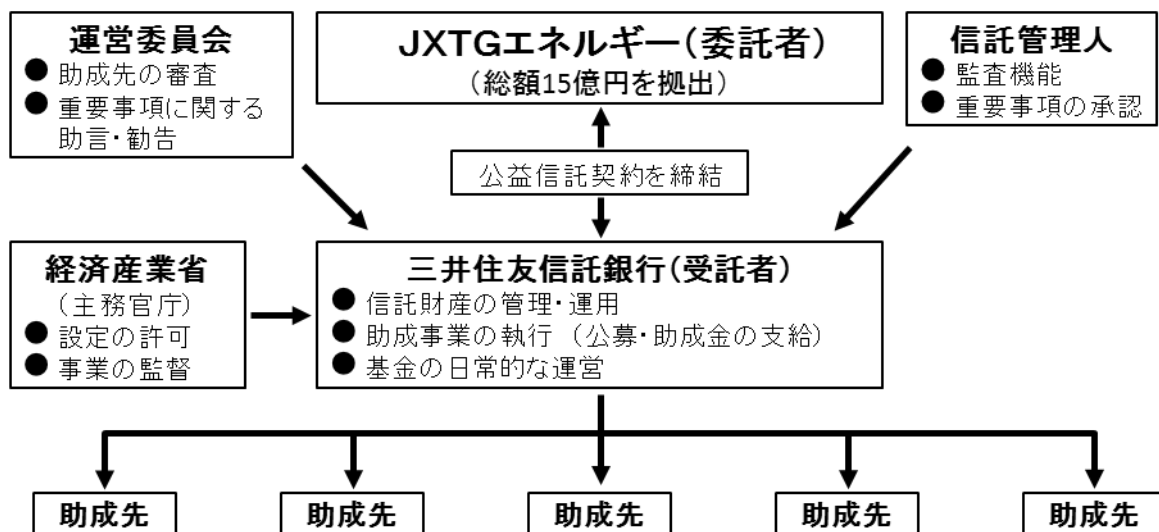 運営委員会
● 助成先の審査
● 重要事項に関する
助言・勧告
JXTGエネルギー(委託者)
(総額15億円を拠出)
信託管理人
● 監査機能
● 重要事項の承認
公益信託契約を締結
経済産業省
(主務官庁)
● 設定の許可
● 事業の監督
三井住友信託銀行(受託者)
● 信託財産の管理・運用
● 助成事業の執行 (公募・助成金の支給)
● 基金の日常的な運営
助成先
助成先
助成先
助成先
助成先